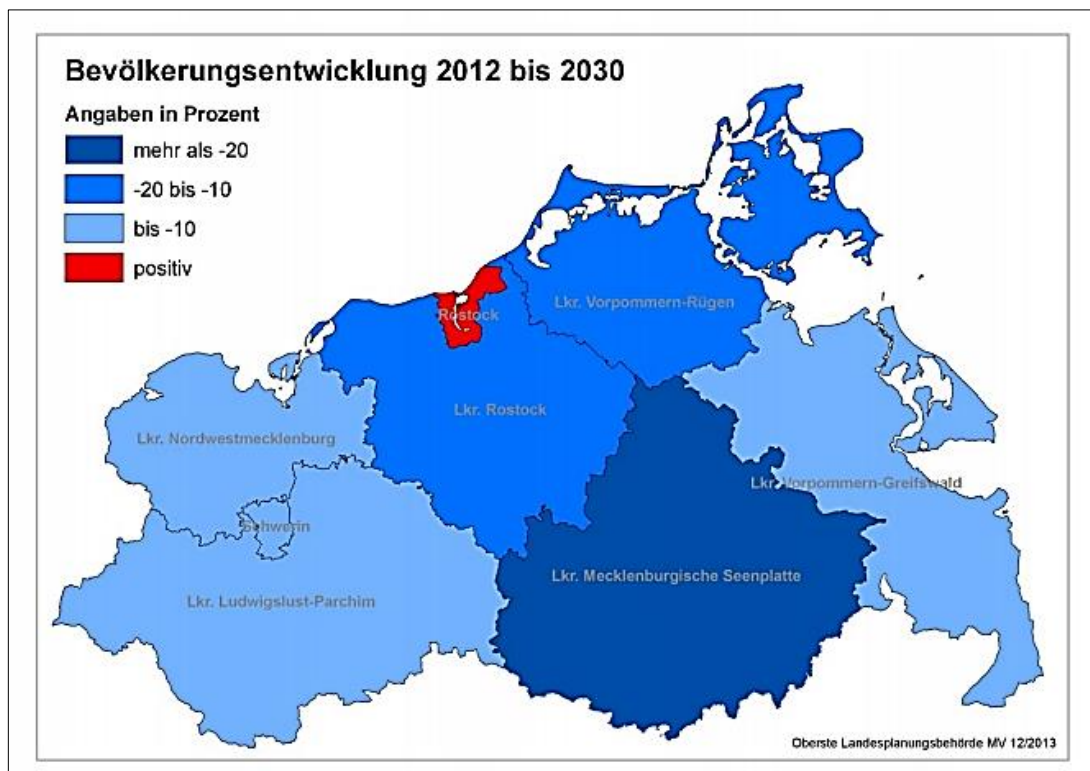 Bevölkerungsentwicklung 2012 bis 2030
Angaben in Prozent
mehr als -20
-20 bis -10
bis -10
positiv
Lkr. Vorpommern-Rügen
Rostock
Lkr. Rostock
Lkr. Nordwestmecklenburg
Lkr. Vorpommern-Greifswald
Schwerin
Lkr. Mecklenburgische Seenplatte
Lkr. Ludwigslust-Parchim
Oberste Landesplanungsbehörde MV 12/2013